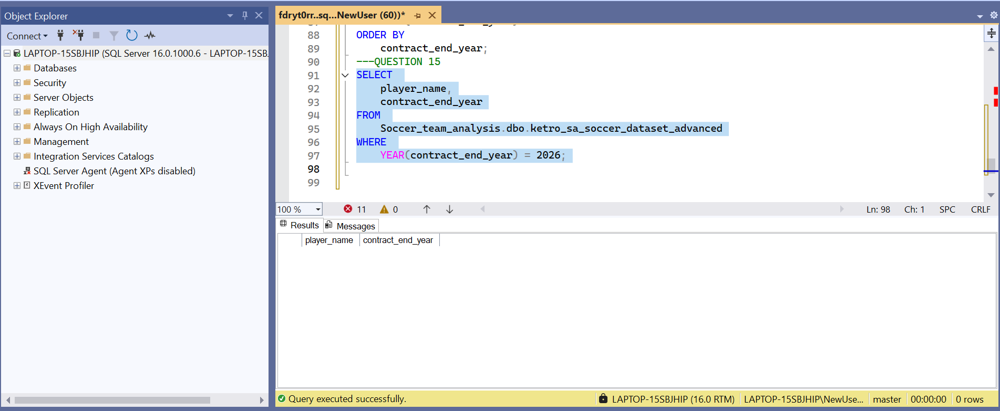 Object Explorer
Connect
LAPTOP-15SBJHIP (SQL Server 16.0.1000.6 - LAPTOP-15SBJ
Databases
Security
Server Objects
Replication
Always On High Availability
Management
Integration Services Catalogs
SQL Server Agent (Agent XPs disabled)
XEvent Profiler
fdryt0rr..sq...NewUser (60))*
88 ORDER BY
89 contract_end_year;
90 ---QUESTION 15
91 SELECT
92 player_name,
93 contract_end_year
94 FROM
95 Soccer_team_analysis.dbo.ketro_sa_soccer_dataset_advanced
96 WHERE
97 YEAR(contract_end_year) = 2026;
98
99
100 % 11 0 Ln: 98 Ch: 1 SPC CRLF
Results Messages
player_name contract_end_year
Query executed successfully. LAPTOP-15SBJHIP (16.0 RTM) LAPTOP-15SBJHIP\NewUse... master 00:00:00 0 rows